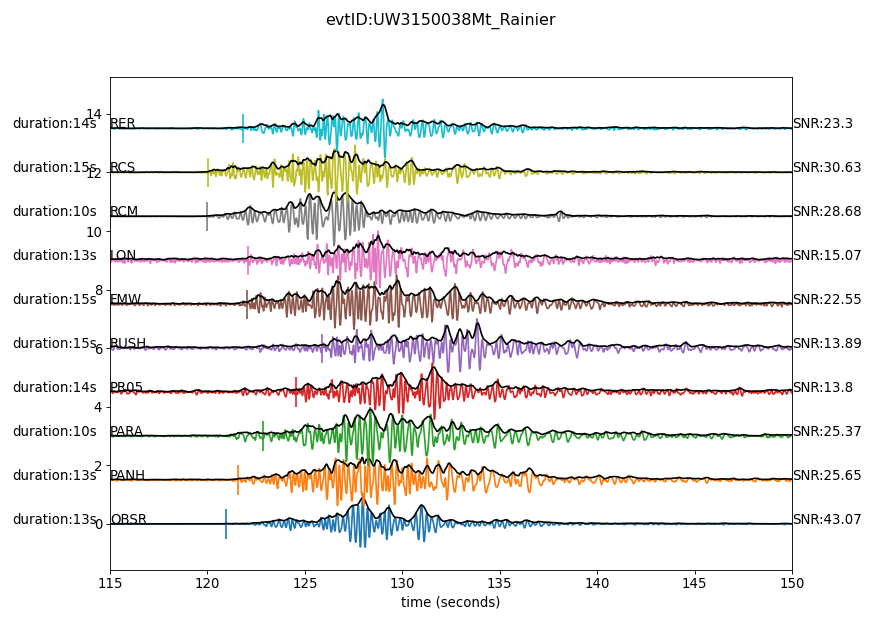 evtID:UW3150038Mt_Rainier
14
duration:14s RER SNR:23.3
duration:15s RCS SNR:30.63
12
duration:10s RCM SNR:28.68
10
duration:13s LON SNR:15.07
8
duration:15s FMW SNR:22.55
duration:15s RUSH SNR:13.89
6
duration:14s PR05 SNR:13.8
4
duration:10s PARA SNR:25.37
2
duration:13s PANH SNR:25.65
duration:13s OBSR SNR:43.07
0
115 120 125 130 135 140 145 150
time (seconds)